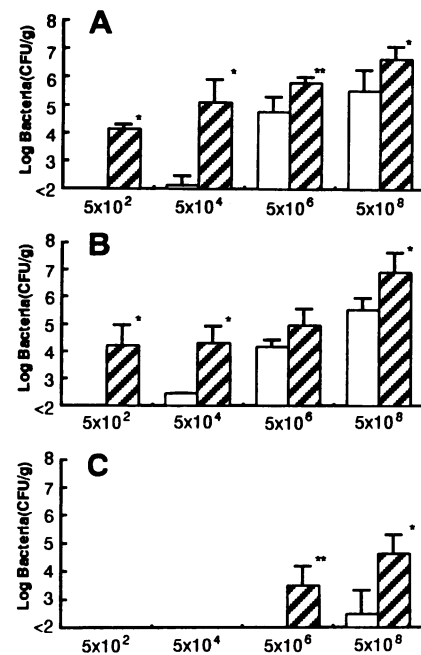 A
Log Bacteria(CFU/g)
8
7
6
5
4
3
<2
*
*
**
*
5x10²
5x10⁴
5x10⁶
5x10⁸
B
Log Bacteria(CFU/g)
8
7
6
5
4
3
<2
*
*
*
5x10²
5x10⁴
5x10⁶
5x10⁸
C
Log Bacteria(CFU/g)
8
7
6
5
4
3
<2
**
*
5x10²
5x10⁴
5x10⁶
5x10⁸